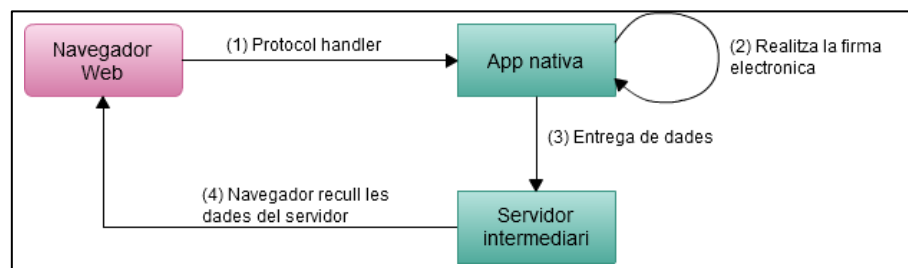 Navegador
Web
(1) Protocol handler
App nativa
(2) Realitza la firma
electronica
(3) Entrega de dades
(4) Navegador recull les
dades del servidor
Servidor
intermediari